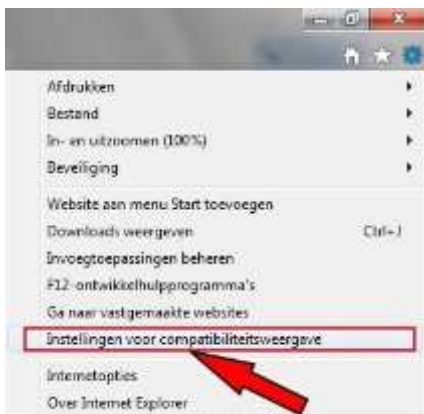 Afdrukken
Bestand
In- en uitzoomen (100%)
Beveiliging
Website aan menu Start toevoegen
Downloads weergeven Ctrl+J
Invoegtoepassingen beheren
F12-ontwikkelhulpprogramma's
Ga naar vastgemaakte websites
Instellingen voor compatibiliteitsweergave
Internetopties
Over Internet Explorer